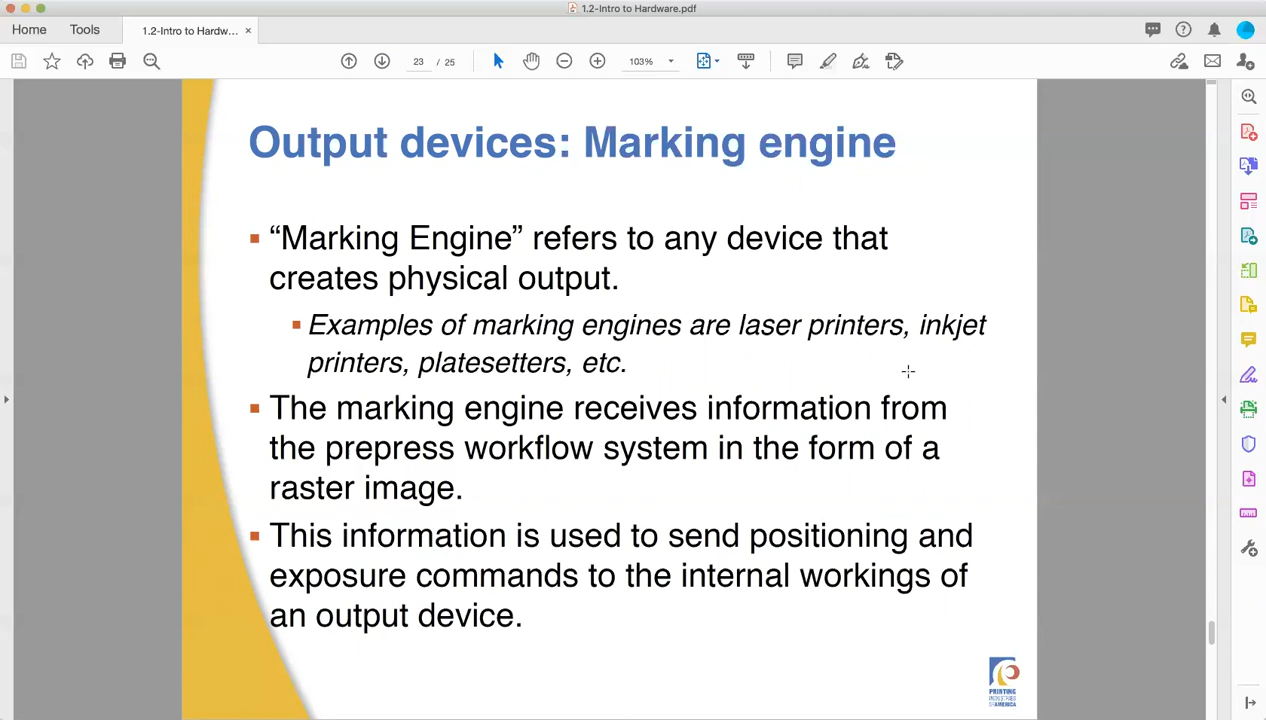 1.2-Intro to Hardware.pdf
Home Tools 1.2-Intro to Hardw... ×
23 / 25 103%
Output devices: Marking engine
“Marking Engine” refers to any device that
creates physical output.
Examples of marking engines are laser printers, inkjet
printers, platesetters, etc.
The marking engine receives information from
the prepress workflow system in the form of a
raster image.
This information is used to send positioning and
exposure commands to the internal workings of
an output device.
PRINTING
INDUSTRIES
OF AMERICA